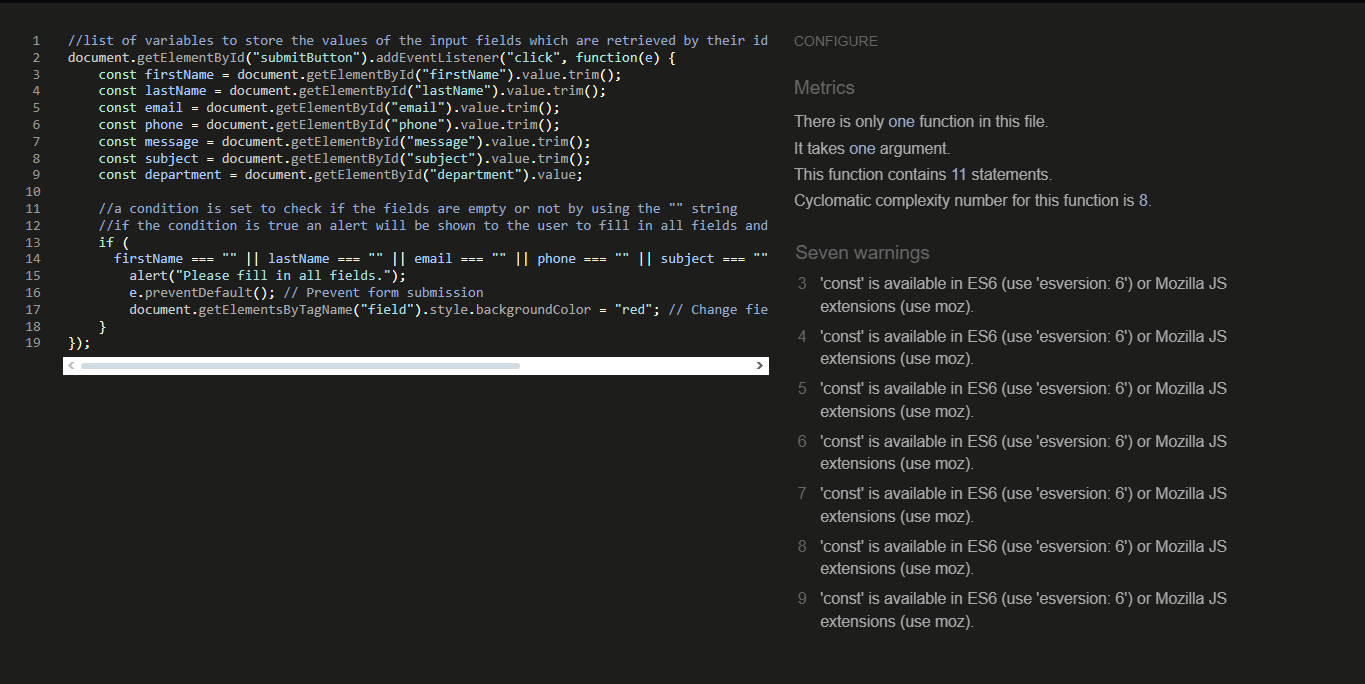 1 //list of variables to store the values of the input fields which are retrieved by their id
2 document.getElementById("submitButton").addEventListener("click", function(e) {
3     const firstName = document.getElementById("firstName").value.trim();
4     const lastName = document.getElementById("lastName").value.trim();
5     const email = document.getElementById("email").value.trim();
6     const phone = document.getElementById("phone").value.trim();
7     const message = document.getElementById("message").value.trim();
8     const subject = document.getElementById("subject").value.trim();
9     const department = document.getElementById("department").value;
10
11     //a condition is set to check if the fields are empty or not by using the "" string
12     //if the condition is true an alert will be shown to the user to fill in all fields and
13     if (
14       firstName === "" || lastName === "" || email === "" || phone === "" || subject === ""
15         alert("Please fill in all fields.");
16         e.preventDefault(); // Prevent form submission
17         document.getElementsByTagName("field").style.backgroundColor = "red"; // Change fie
18     }
19 });
CONFIGURE
Metrics
There is only one function in this file.
It takes one argument.
This function contains 11 statements.
Cyclomatic complexity number for this function is 8.
Seven warnings
3 'const' is available in ES6 (use 'esversion: 6') or Mozilla JS
extensions (use moz).
4 'const' is available in ES6 (use 'esversion: 6') or Mozilla JS
extensions (use moz).
5 'const' is available in ES6 (use 'esversion: 6') or Mozilla JS
extensions (use moz).
6 'const' is available in ES6 (use 'esversion: 6') or Mozilla JS
extensions (use moz).
7 'const' is available in ES6 (use 'esversion: 6') or Mozilla JS
extensions (use moz).
8 'const' is available in ES6 (use 'esversion: 6') or Mozilla JS
extensions (use moz).
9 'const' is available in ES6 (use 'esversion: 6') or Mozilla JS
extensions (use moz).